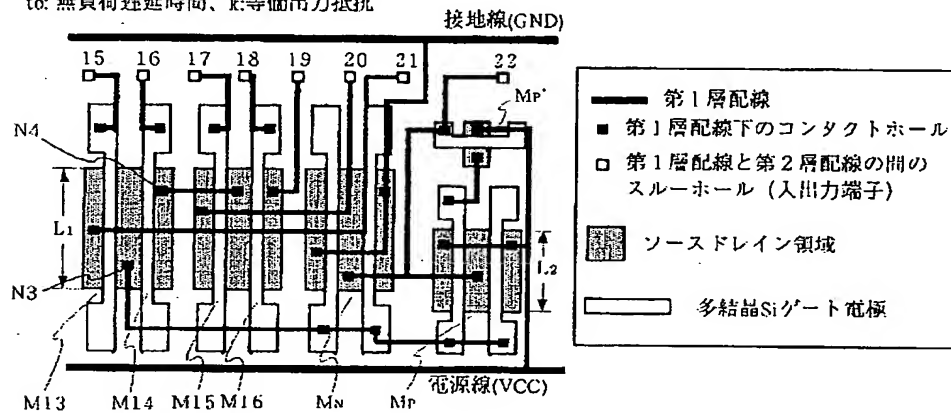 t0: 無負荷遅延時間、k:等価出力抵抗
接地線(GND)
15 16 17 18 19 20 21 22
MP'
N4
L1
L2
N3
M13 M14 M15 M16 MN MP
電源線(VCC)
第1層配線
第1層配線下のコンタクトホール
第1層配線と第2層配線の間の
スルーホール (入出力端子)
ソースドレイン領域
多結晶Siゲート電極